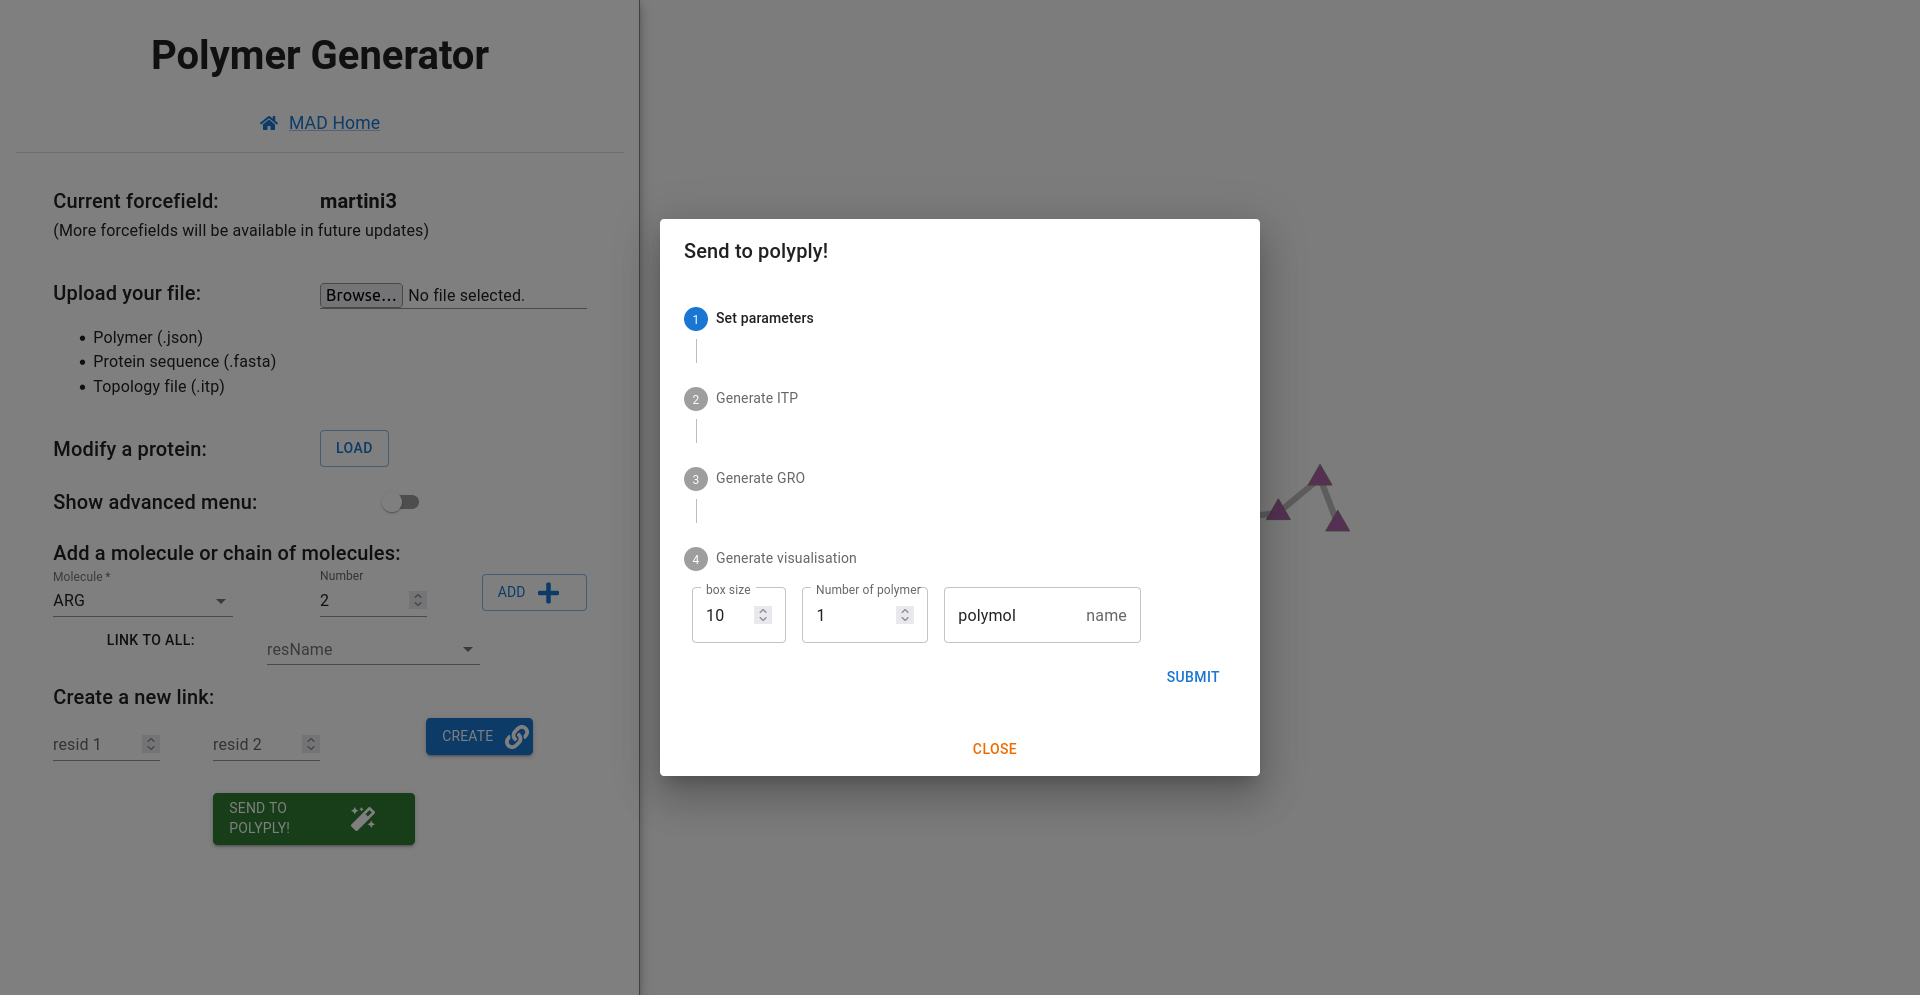 Polymer Generator
MAD Home
Current forcefield: martini3
(More forcefields will be available in future updates)
Upload your file: Browse... No file selected.
• Polymer (.json)
• Protein sequence (.fasta)
• Topology file (.itp)
Modify a protein: LOAD
Show advanced menu:
Add a molecule or chain of molecules:
Molecule * Number
ARG 2 ADD
LINK TO ALL: resName
Create a new link:
resid 1 resid 2 CREATE
SEND TO
POLYPLY!
Send to polyply!
1 Set parameters
2 Generate ITP
3 Generate GRO
4 Generate visualisation
box size Number of polymer
10 1 polymol name
SUBMIT
CLOSE